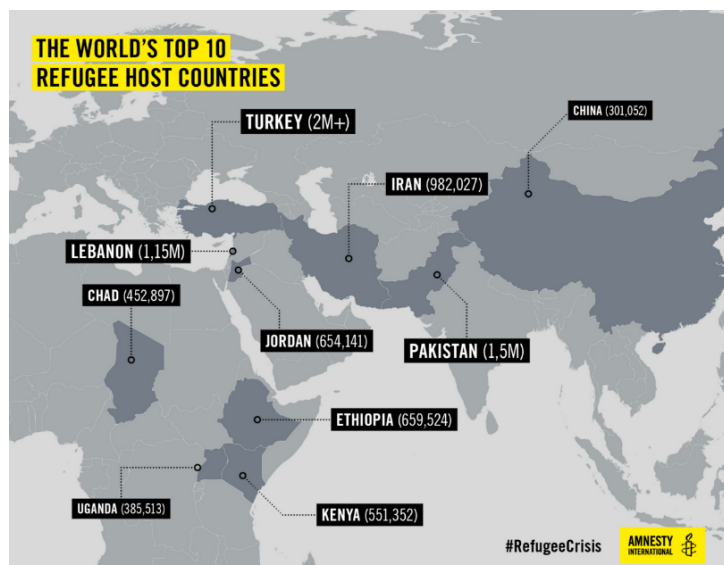 THE WORLD'S TOP 10
REFUGEE HOST COUNTRIES
CHINA (301,052)
TURKEY (2M+)
IRAN (982,027)
LEBANON (1,15M)
CHAD (452,897)
JORDAN (654,141)
PAKISTAN (1,5M)
ETHIOPIA (659,524)
UGANDA (385,513)
KENYA (551,352)
#RefugeeCrisis
AMNESTY
INTERNATIONAL